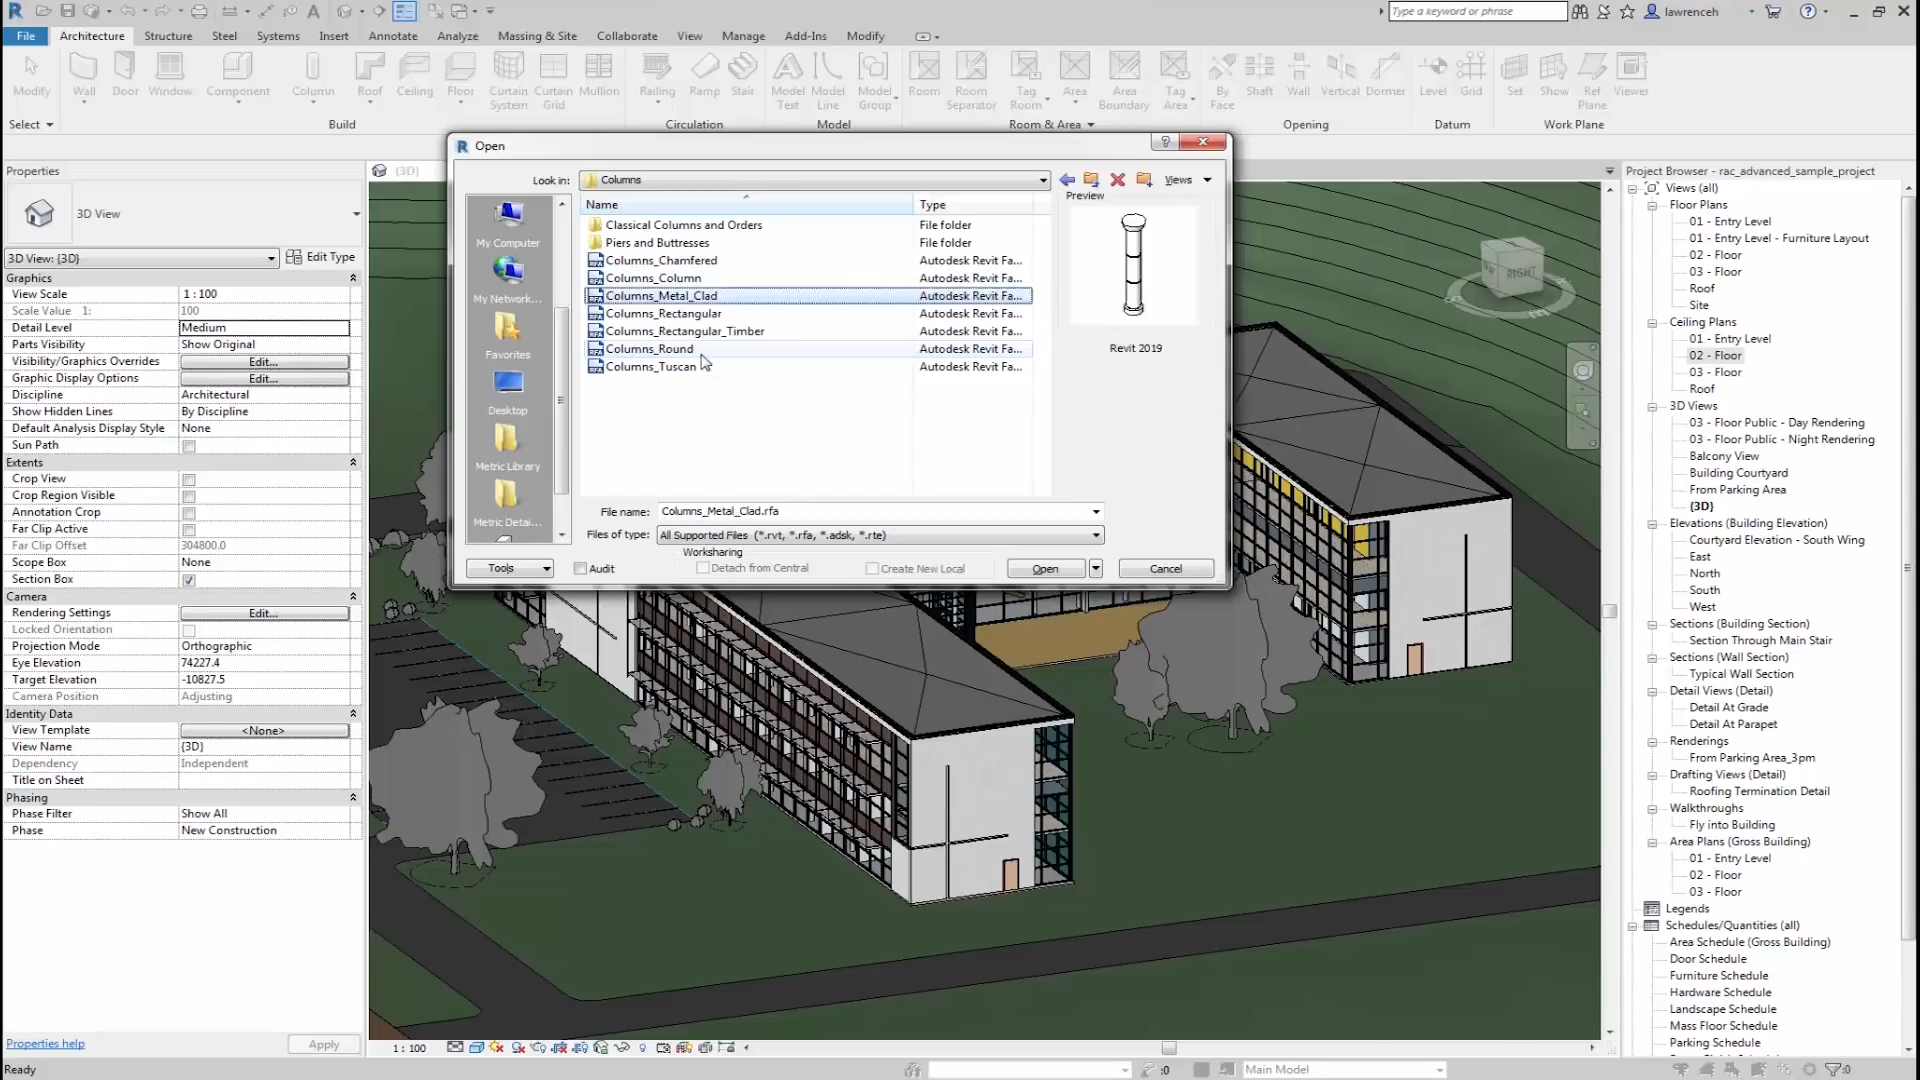 Type a keyword or phrase
lawrenceh
File Architecture Structure Steel Systems Insert Annotate Analyze Massing & Site Collaborate View Manage Add-Ins Modify
Modify Wall Door Window Component Column Roof Ceiling Floor Curtain System Curtain Grid Mullion Railing Ramp Stair Model Text Model Line Model Group Room Room Separator Tag Room Area Area Boundary Tag Area By Face Shaft Wall Vertical Dormer Level Grid Set Show Ref Plane Viewer
Select Build Circulation Model Room & Area Opening Datum Work Plane
Properties
3D View
3D View: {3D} Edit Type
Graphics
View Scale 1 : 100
Scale Value 1: 100
Detail Level Medium
Parts Visibility Show Original
Visibility/Graphics Overrides Edit...
Graphic Display Options Edit...
Discipline Architectural
Show Hidden Lines By Discipline
Default Analysis Display Style None
Sun Path
Extents
Crop View
Crop Region Visible
Annotation Crop
Far Clip Active
Far Clip Offset 304800.0
Scope Box None
Section Box
Camera
Rendering Settings Edit...
Locked Orientation
Projection Mode Orthographic
Eye Elevation 74227.4
Target Elevation -10827.5
Camera Position Adjusting
Identity Data
View Template <None>
View Name {3D}
Dependency Independent
Title on Sheet
Phasing
Phase Filter Show All
Phase New Construction
Properties help Apply
Ready
{3D}
Open
Look in: Columns Views
My Computer
My Network...
Favorites
Desktop
Metric Library
Metric Detai...
Name Type
Classical Columns and Orders File folder
Piers and Buttresses File folder
Columns_Chamfered Autodesk Revit Fa...
Columns_Column Autodesk Revit Fa...
Columns_Metal_Clad Autodesk Revit Fa...
Columns_Rectangular Autodesk Revit Fa...
Columns_Rectangular_Timber Autodesk Revit Fa...
Columns_Round Autodesk Revit Fa...
Columns_Tuscan Autodesk Revit Fa...
Preview
Revit 2019
File name: Columns_Metal_Clad.rfa
Files of type: All Supported Files (*.rvt, *.rfa, *.adsk, *.rte)
Worksharing
Tools Audit Detach from Central Create New Local Open Cancel
RIGHT
1 : 100
:0
Main Model
:0
Project Browser - rac_advanced_sample_project
Views (all)
Floor Plans
01 - Entry Level
01 - Entry Level - Furniture Layout
02 - Floor
03 - Floor
Roof
Site
Ceiling Plans
01 - Entry Level
02 - Floor
03 - Floor
Roof
3D Views
03 - Floor Public - Day Rendering
03 - Floor Public - Night Rendering
Balcony View
Building Courtyard
From Parking Area
{3D}
Elevations (Building Elevation)
Courtyard Elevation - South Wing
East
North
South
West
Sections (Building Section)
Section Through Main Stair
Sections (Wall Section)
Typical Wall Section
Detail Views (Detail)
Detail At Grade
Detail At Parapet
Renderings
From Parking Area_3pm
Drafting Views (Detail)
Roofing Termination Detail
Walkthroughs
Fly into Building
Area Plans (Gross Building)
01 - Entry Level
02 - Floor
03 - Floor
Legends
Schedules/Quantities (all)
Area Schedule (Gross Building)
Door Schedule
Furniture Schedule
Hardware Schedule
Landscape Schedule
Mass Floor Schedule
Parking Schedule